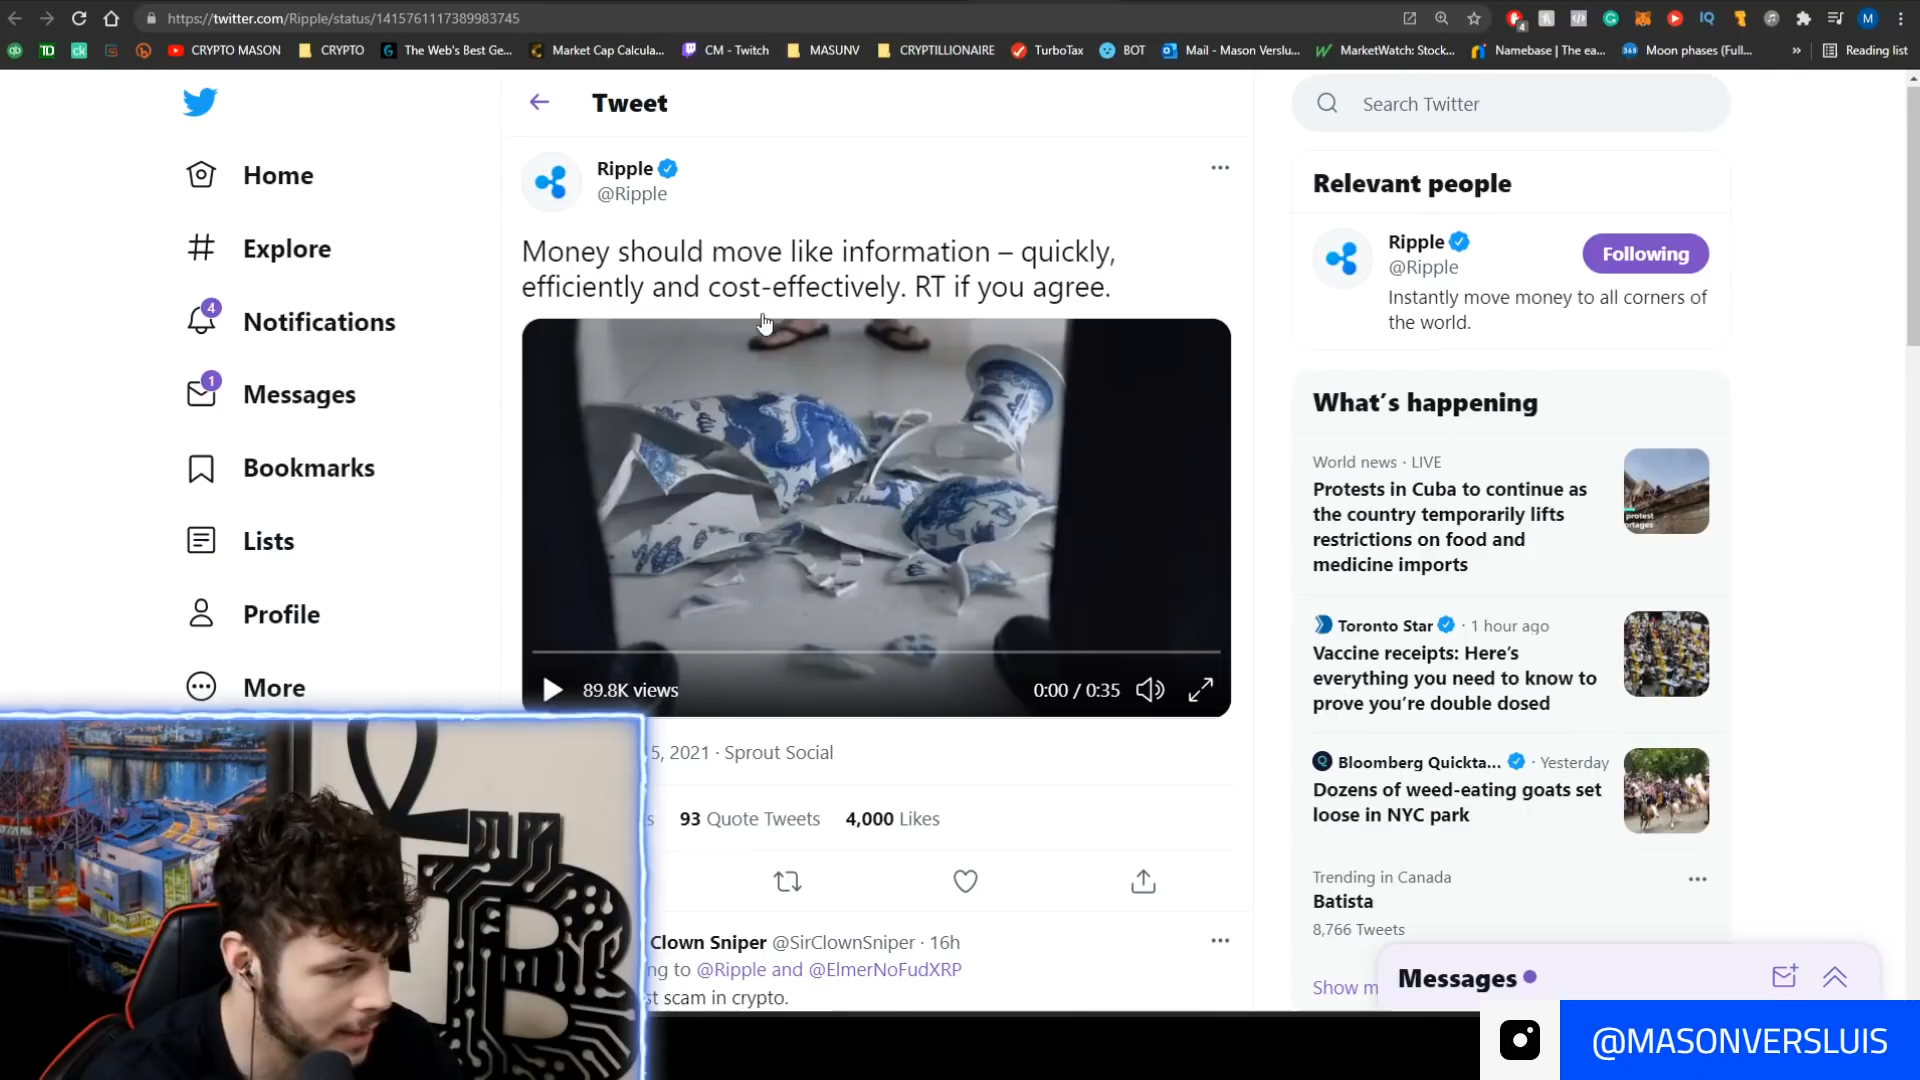 https://twitter.com/Ripple/status/1415761117389983745
CRYPTO MASON
CRYPTO
The Web's Best Ge...
Market Cap Calcula...
CM - Twitch
MASUNV
CRYPTILLIONAIRE
TurboTax
BOT
Mail - Mason Verslu...
MarketWatch: Stock...
Namebase | The ea...
Moon phases (Full...
»
Reading list
Tweet
Search Twitter
Home
Explore
4
Notifications
1
Messages
Bookmarks
Lists
Profile
More
Ripple
@Ripple
Money should move like information – quickly,
efficiently and cost-effectively. RT if you agree.
89.8K views
0:00 / 0:35
5, 2021 · Sprout Social
93 Quote Tweets
4,000 Likes
Clown Sniper @SirClownSniper · 16h
@Ripple and @ElmerNoFudXRP
scam in crypto.
Relevant people
Ripple
@Ripple
Following
Instantly move money to all corners of
the world.
What's happening
World news · LIVE
Protests in Cuba to continue as
the country temporarily lifts
restrictions on food and
medicine imports
Toronto Star · 1 hour ago
Vaccine receipts: Here's
everything you need to know to
prove you're double dosed
Bloomberg Quickta... · Yesterday
Dozens of weed-eating goats set
loose in NYC park
Trending in Canada
Batista
8,766 Tweets
Show
Messages
@MASONVERSLUIS